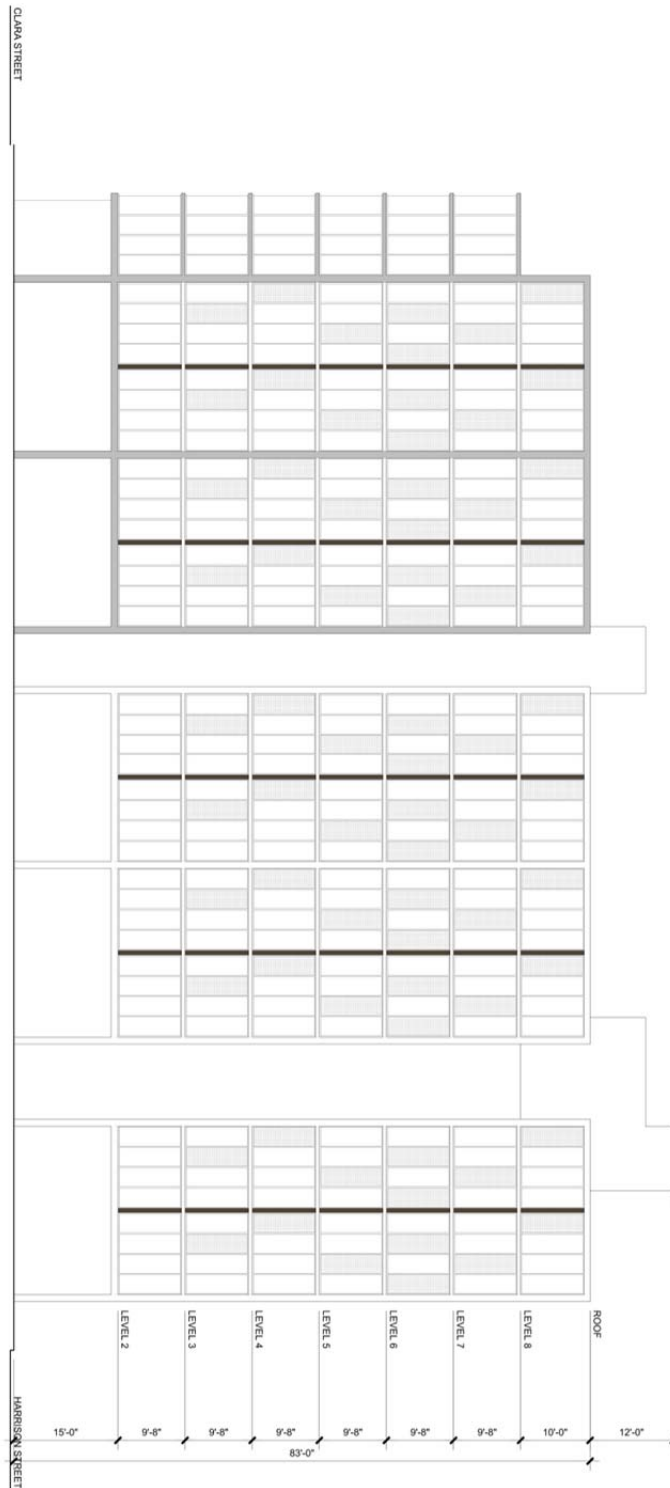 CLARA STREET
ROOF
LEVEL 8
LEVEL 7
LEVEL 6
LEVEL 5
LEVEL 4
LEVEL 3
LEVEL 2
HARRISON STREET
12'-0"
10'-0"
9'-8"
9'-8"
9'-8"
9'-8"
9'-8"
9'-8"
15'-0"
83'-0"